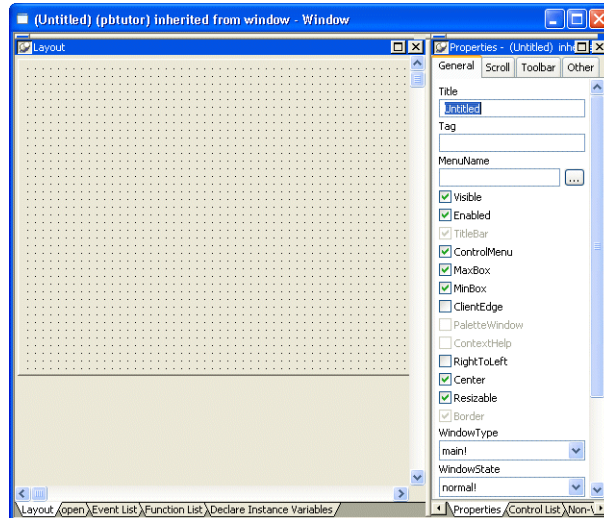 (Untitled) (pbtutor) inherited from window - Window
Layout
Properties - (Untitled)
General Scroll Toolbar Other
Title
Untitled
Tag
MenuName
...
Visible
Enabled
TitleBar
ControlMenu
MaxBox
MinBox
ClientEdge
PaletteWindow
ContextHelp
RightToLeft
Center
Resizable
Border
WindowType
main!
WindowState
normal!
Layout open Event List Function List Declare Instance Variables
Properties Control List